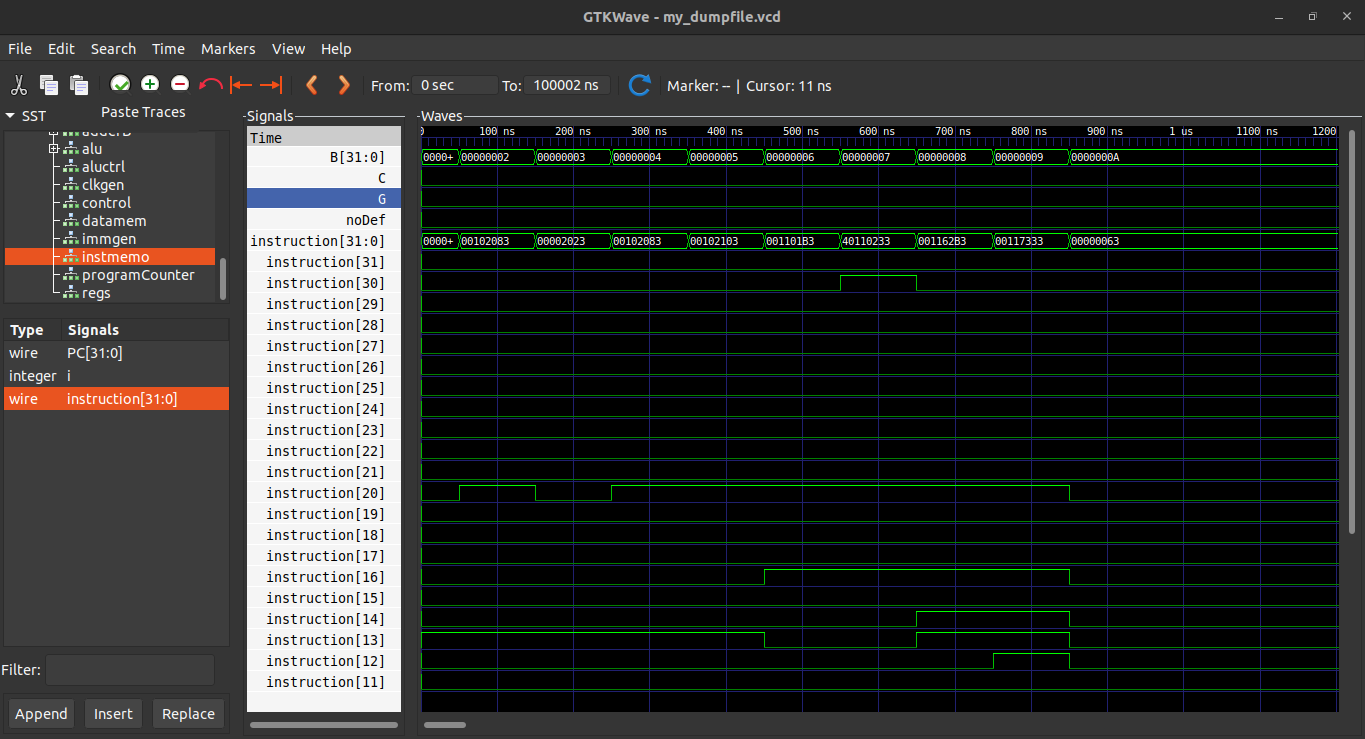 GTKWave - my_dumpfile.vcd
File Edit Search Time Markers View Help
From: 0 sec To: 100002 ns Marker: -- | Cursor: 11 ns
Paste Traces
SST
adderB
alu
aluctrl
clkgen
control
datamem
immgen
instmemo
programCounter
regs
Type Signals
wire PC[31:0]
integer i
wire instruction[31:0]
Filter:
Append Insert Replace
Signals
Time
B[31:0]
C
G
noDef
instruction[31:0]
instruction[31]
instruction[30]
instruction[29]
instruction[28]
instruction[27]
instruction[26]
instruction[25]
instruction[24]
instruction[23]
instruction[22]
instruction[21]
instruction[20]
instruction[19]
instruction[18]
instruction[17]
instruction[16]
instruction[15]
instruction[14]
instruction[13]
instruction[12]
instruction[11]
Waves
0 100 ns 200 ns 300 ns 400 ns 500 ns 600 ns 700 ns 800 ns 900 ns 1 us 1100 ns 1200
0000+ 00000002 00000003 00000004 00000005 00000006 00000007 00000008 00000009 0000000A
0000+ 00102083 00002023 00102083 00102103 001101B3 40110233 001162B3 00117333 00000063